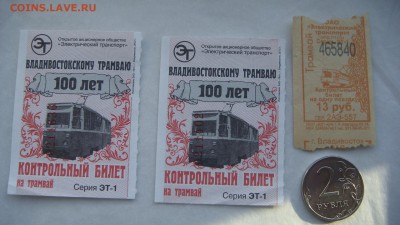 COINS.LAVE.RU
ЭТ
Открытое акционерное общество
«Электрический транспорт»
ВЛАДИВОСТОКСКОМУ ТРАМВАЮ
100 ЛЕТ
КОНТРОЛЬНЫЙ БИЛЕТ
на трамвай
Серия ЭТ-1
ЭТ
Открытое акционерное общество
«Электрический транспорт»
ВЛАДИВОСТОКСКОМУ ТРАМВАЮ
100 ЛЕТ
КОНТРОЛЬНЫЙ БИЛЕТ
на трамвай
Серия ЭТ-1
Трамвай
465840
билет
13 руб.
2
РУБЛЯ